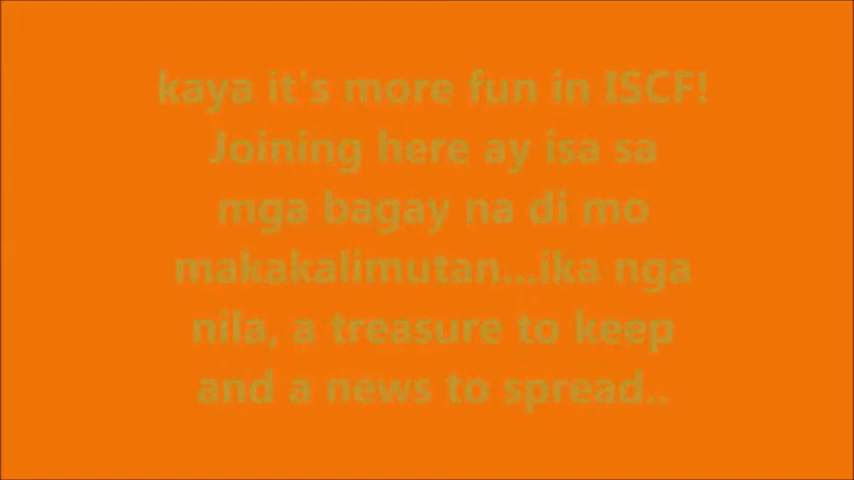 kaya it's more fun in ISCF!
Joining here ay isa sa
mga bagay na di mo
makakalimutan...ika nga
nila, a treasure to keep
and a news to spread..